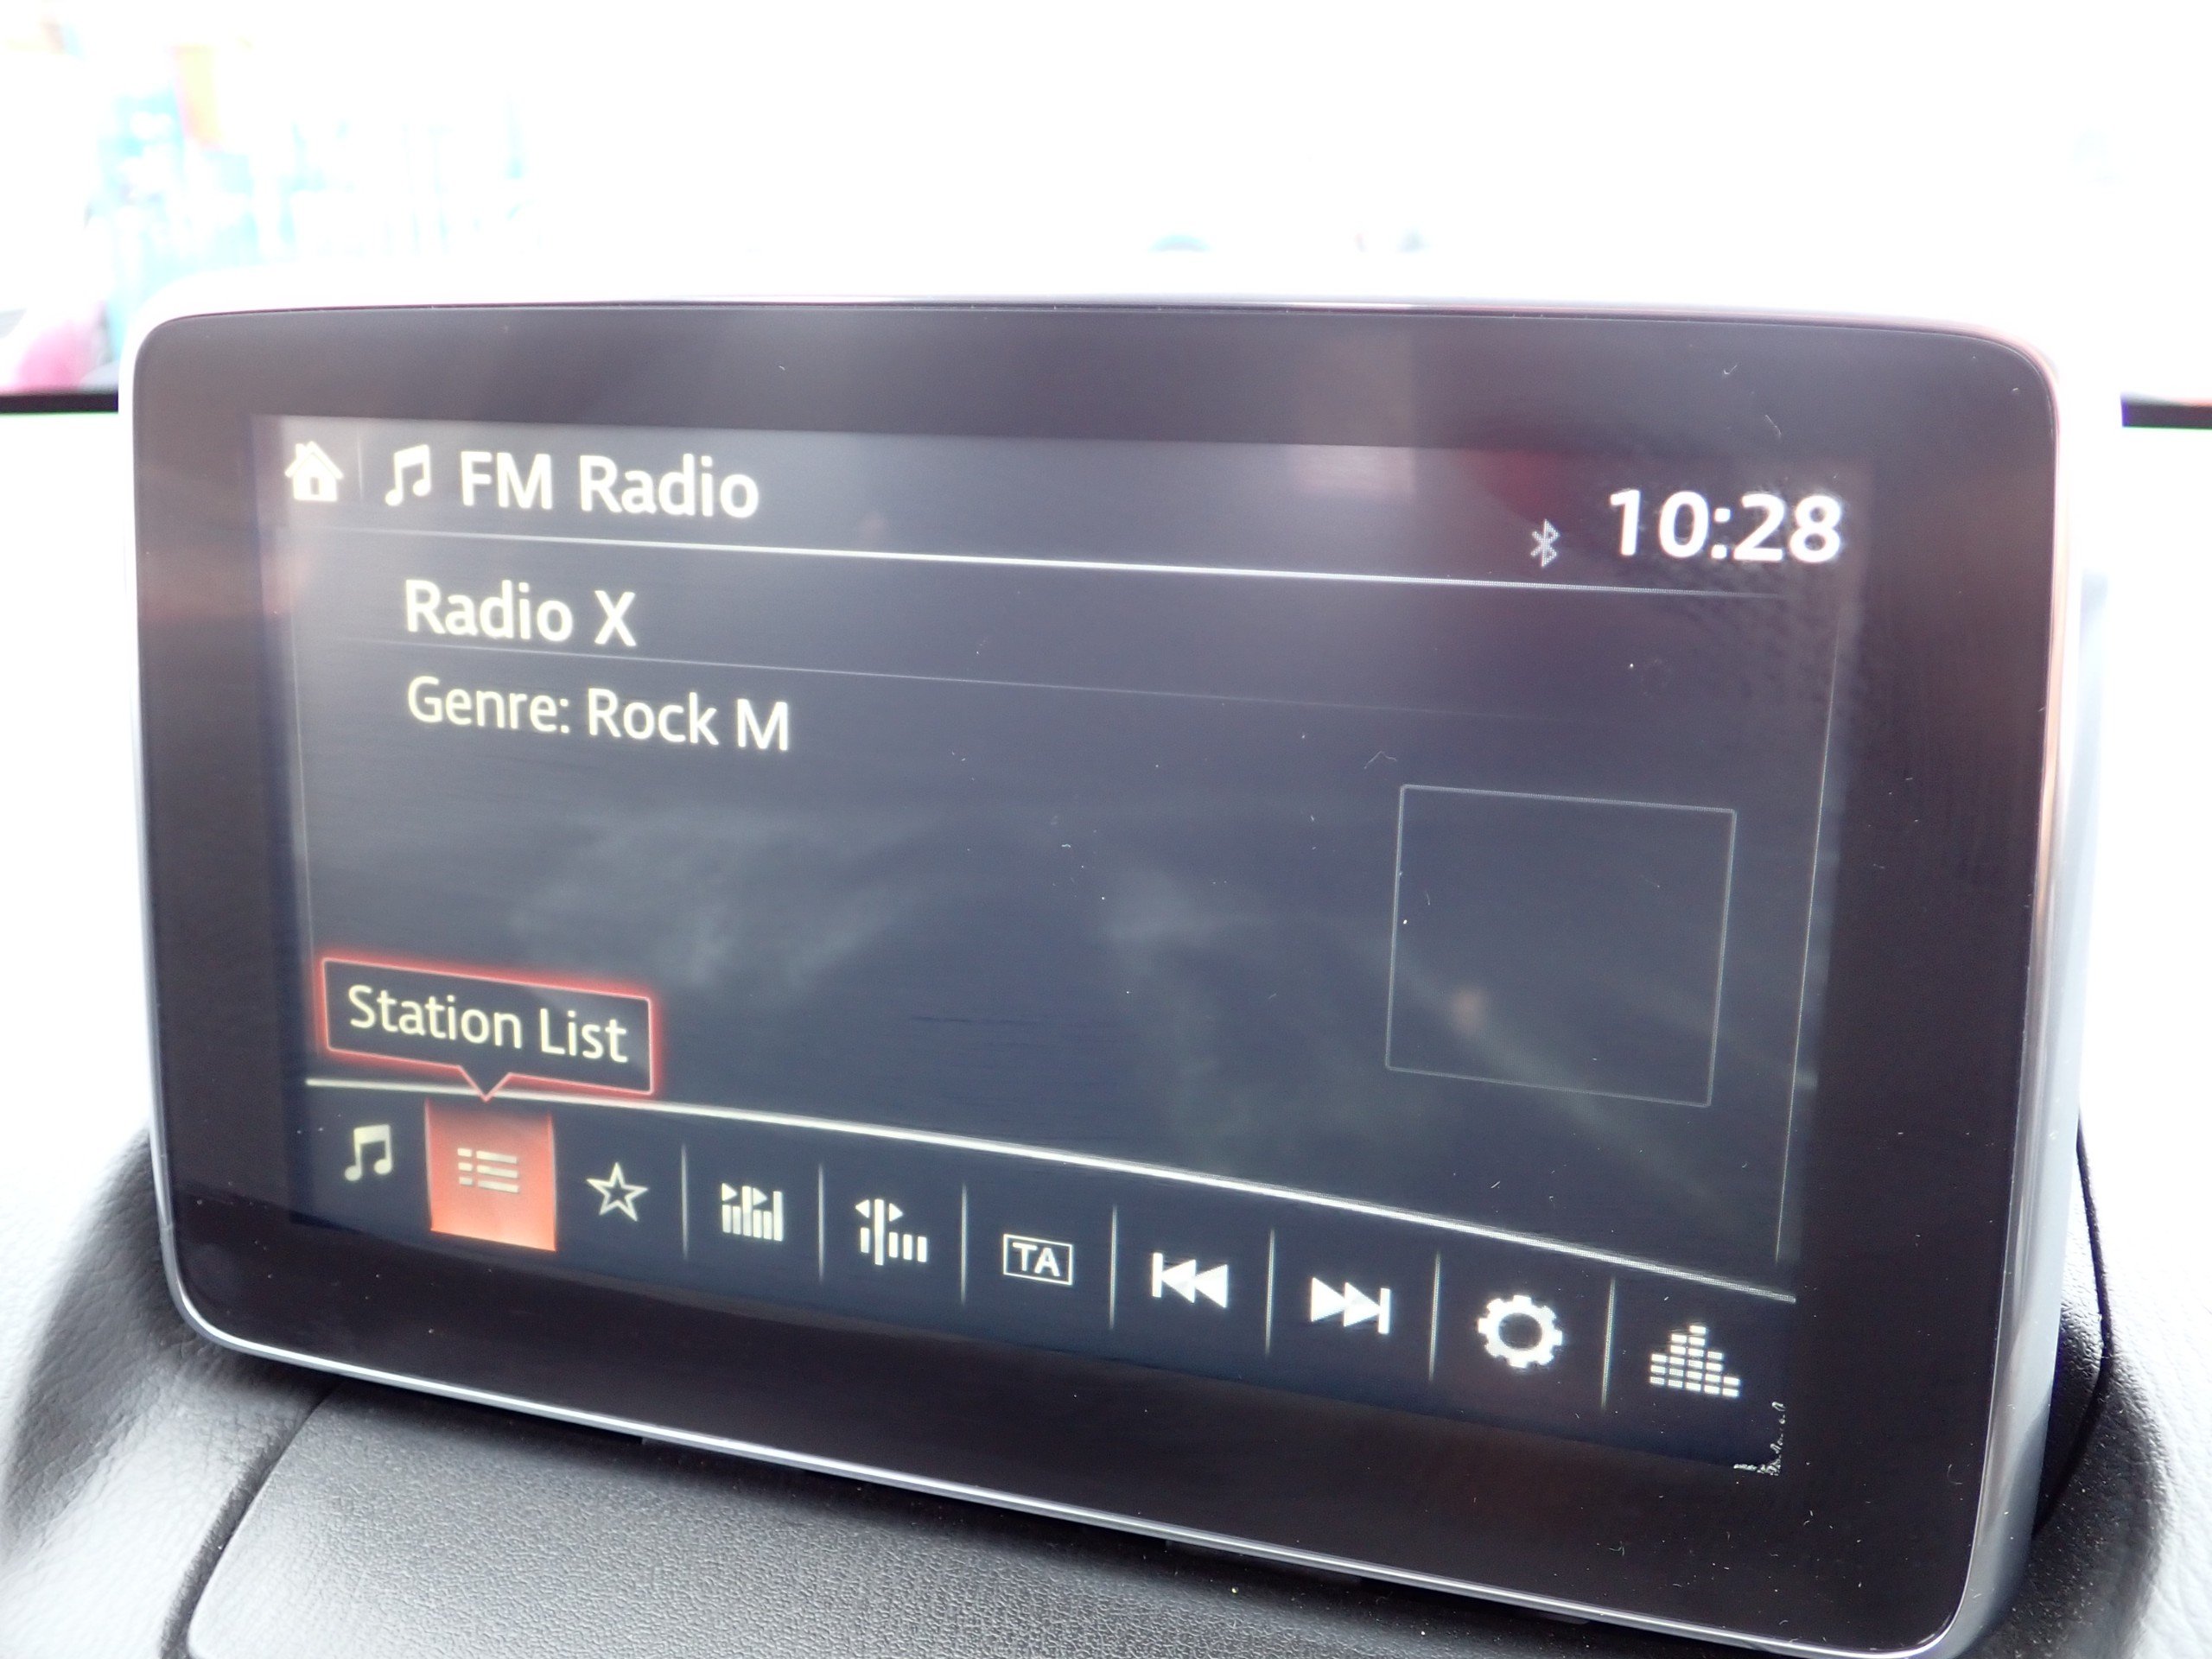 FM Radio
10:28
Radio X
Genre: Rock M
Station List
TA